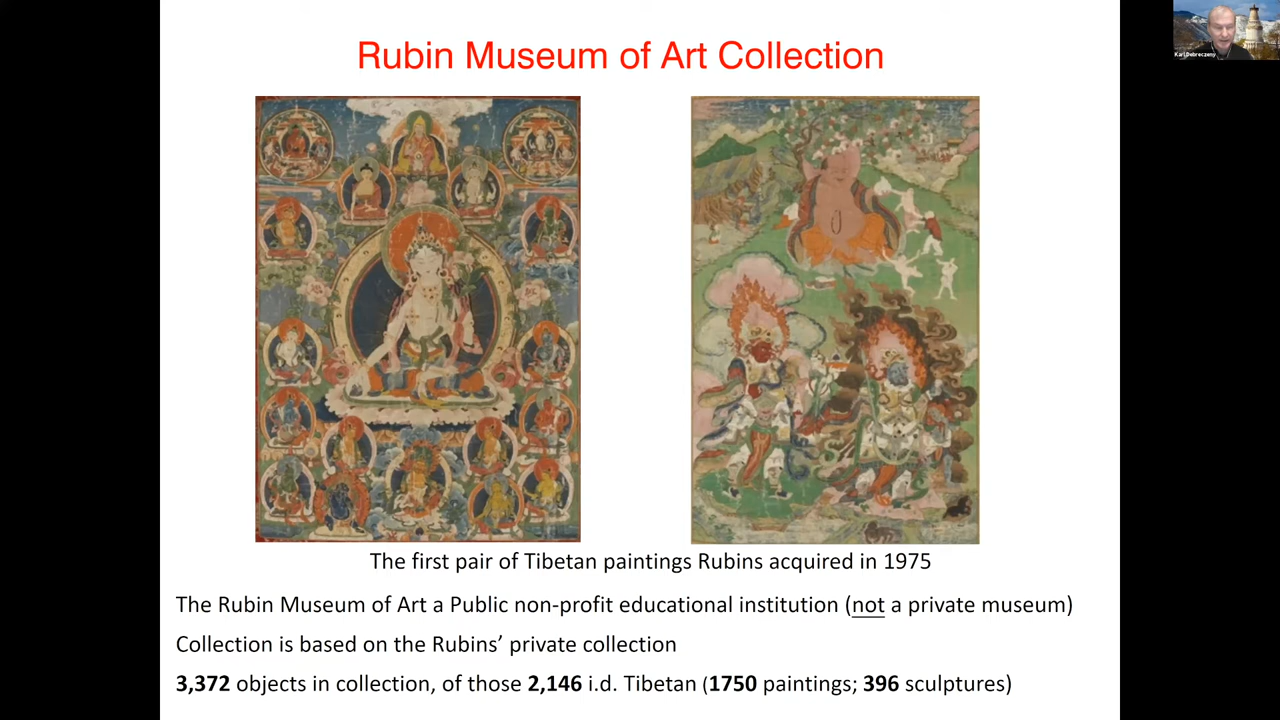 Rubin Museum of Art Collection
Karl Debreczeny
The first pair of Tibetan paintings Rubins acquired in 1975
The Rubin Museum of Art a Public non-profit educational institution (not a private museum)
Collection is based on the Rubins’ private collection
3,372 objects in collection, of those 2,146 i.d. Tibetan (1750 paintings; 396 sculptures)